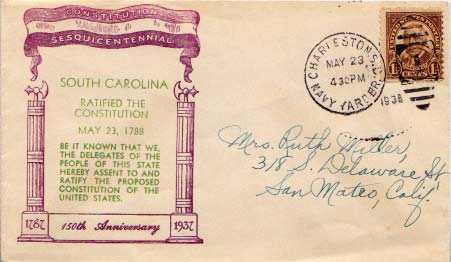 CONSTITUTION
SESQUICENTENNIAL
SOUTH CAROLINA
RATIFIED THE
CONSTITUTION
MAY 23, 1788
BE IT KNOWN THAT WE,
THE DELEGATES OF THE
PEOPLE OF THIS STATE
HEREBY ASSENT TO AND
RATIFY THE PROPOSED
CONSTITUTION OF THE
UNITED STATES.
1787 150th Anniversary 1937
CHARLESTON S.C.
MAY 23
430PM
NAVY YARD
1938
CENTS
Mrs. Ruth Miller,
318 S. Delaware St
San Mateo, Calif.